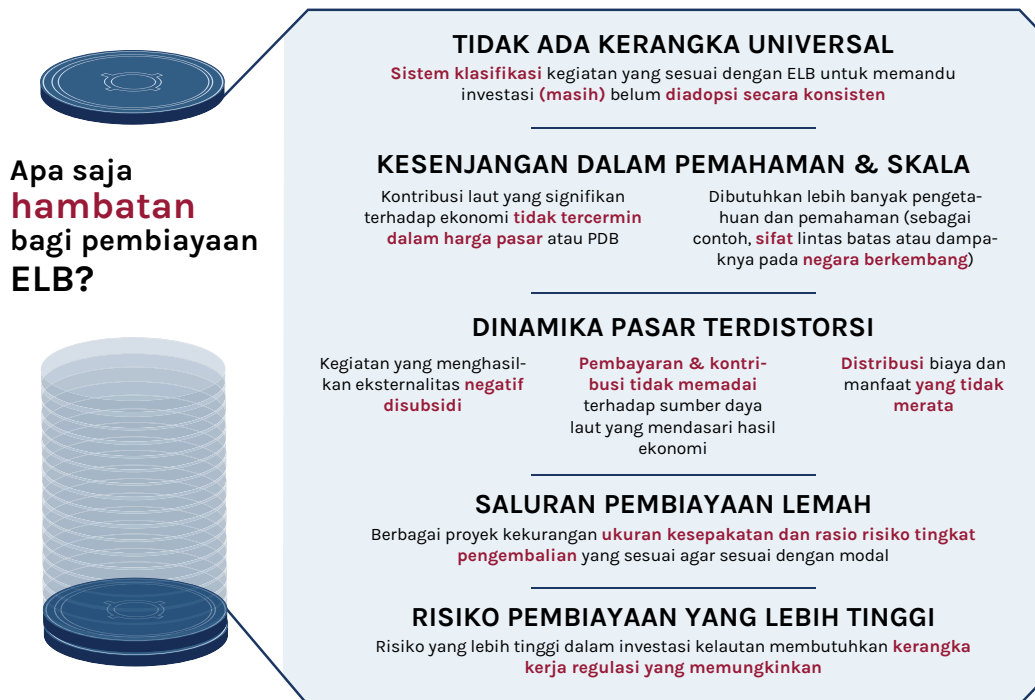 Apa saja
hambatan
bagi pembiayaan
ELB?
TIDAK ADA KERANGKA UNIVERSAL
Sistem klasifikasi kegiatan yang sesuai dengan ELB untuk memandu
investasi (masih) belum diadopsi secara konsisten
KESENJANGAN DALAM PEMAHAMAN & SKALA
Kontribusi laut yang signifikan
terhadap ekonomi tidak tercermin
dalam harga pasar atau PDB
Dibutuhkan lebih banyak pengeta-
huan dan pemahaman (sebagai
contoh, sifat lintas batas atau dampa-
knya pada negara berkembang)
DINAMIKA PASAR TERDISTORSI
Kegiatan yang menghasil-
kan eksternalitas negatif
disubsidi
Pembayaran & kontri-
busi tidak memadai
terhadap sumber daya
laut yang mendasari hasil
ekonomi
Distribusi biaya dan
manfaat yang tidak
merata
SALURAN PEMBIAYAAN LEMAH
Berbagai proyek kekurangan ukuran kesepakatan dan rasio risiko tingkat
pengembalian yang sesuai agar sesuai dengan modal
RISIKO PEMBIAYAAN YANG LEBIH TINGGI
Risiko yang lebih tinggi dalam investasi kelautan membutuhkan kerangka
kerja regulasi yang memungkinkan